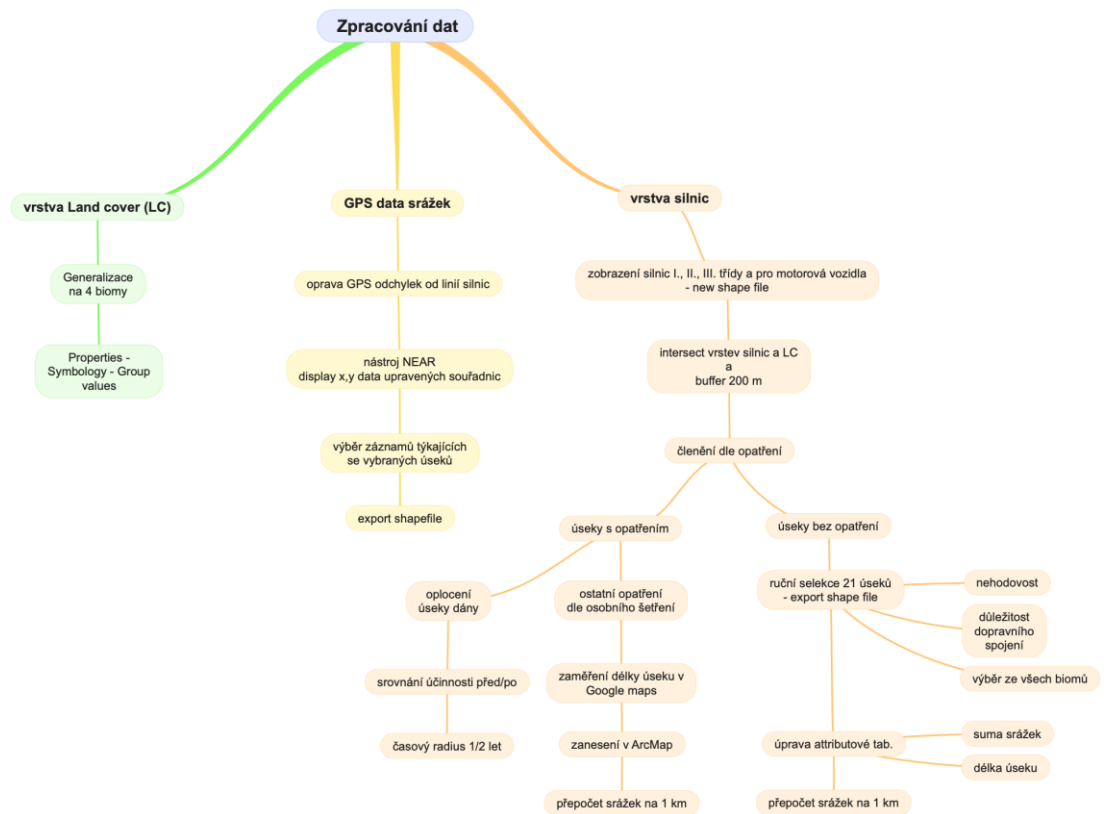 Zpracování dat
vrstva Land cover (LC)
Generalizace
na 4 biomy
Properties -
Symbology - Group
values
GPS data srážek
oprava GPS odchylek od linií silnic
nástroj NEAR
display x,y data upravených souřadnic
výběr záznamů týkajících
se vybraných úseků
export shapefile
vrstva silnic
zobrazení silnic I., II., III. třídy a pro motorová vozidla
- new shape file
intersect vrstev silnic a LC
a
buffer 200 m
členění dle opatření
úseky s opatřením
oplocení
úseky dány
srovnání účinnosti před/po
časový radius 1/2 let
ostatní opatření
dle osobního šetření
zaměření délky úseku v
Google maps
zanesení v ArcMap
přepočet srážek na 1 km
úseky bez opatření
ruční selekce 21 úseků
- export shape file
nehodovost
důležitost
dopravního
spojení
výběr ze všech biomů
úprava attributové tab.
suma srážek
délka úseku
přepočet srážek na 1 km